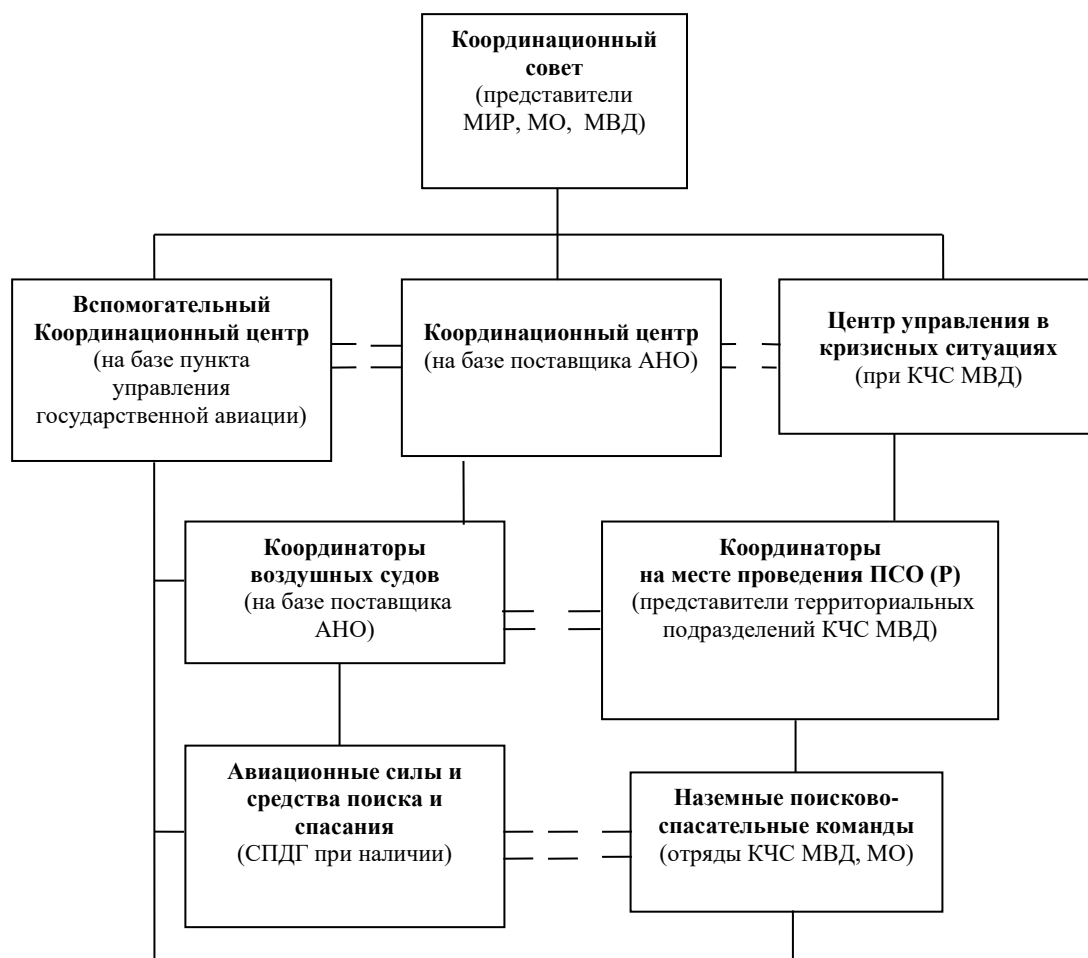 Координационный
совет
(представители
МИР, МО, МВД)
Вспомогательный
Координационный центр
(на базе пункта
управления
государственной авиации)
Координационный центр
(на базе поставщика АНО)
Центр управления в
кризисных ситуациях
(при КЧС МВД)
Координаторы
воздушных судов
(на базе поставщика
АНО)
Координаторы
на месте проведения ПСО (Р)
(представители территориальных
подразделений КЧС МВД)
Авиационные силы и
средства поиска и
спасания
(СПДГ при наличии)
Наземные поисково-
спасательные команды
(отряды КЧС МВД, МО)